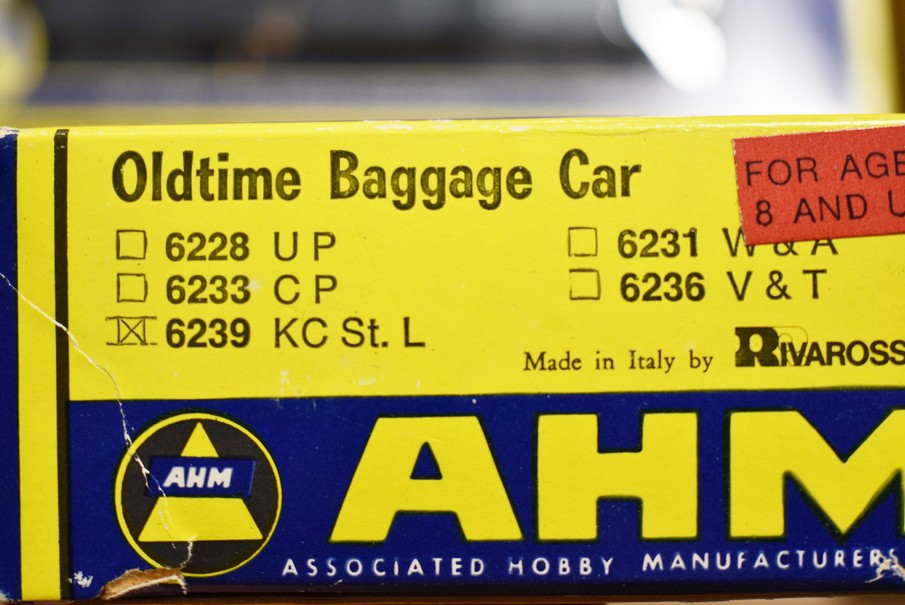 Oldtime Baggage Car
FOR AGE
8 AND U
6228 U P
6231 W & A
6233 C P
6236 V & T
6239 KC St. L
Made in Italy by RIVAROSS
AHM
AHM
ASSOCIATED HOBBY MANUFACTURERS